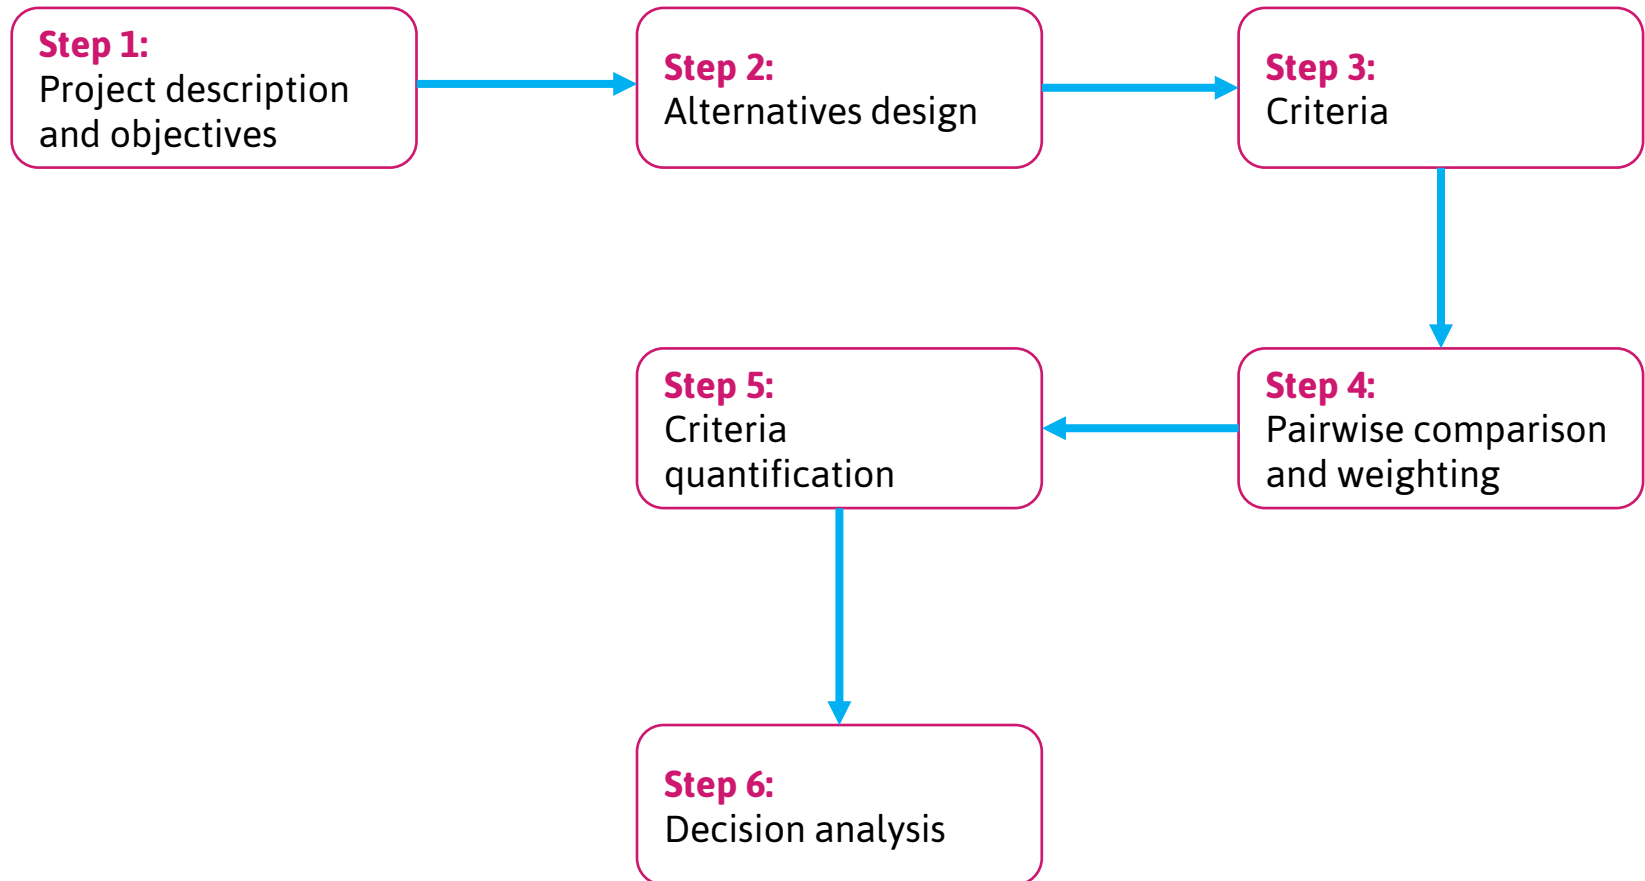 Step 1:
Project description
and objectives
Step 2:
Alternatives design
Step 3:
Criteria
Step 4:
Pairwise comparison
and weighting
Step 5:
Criteria
quantification
Step 6:
Decision analysis